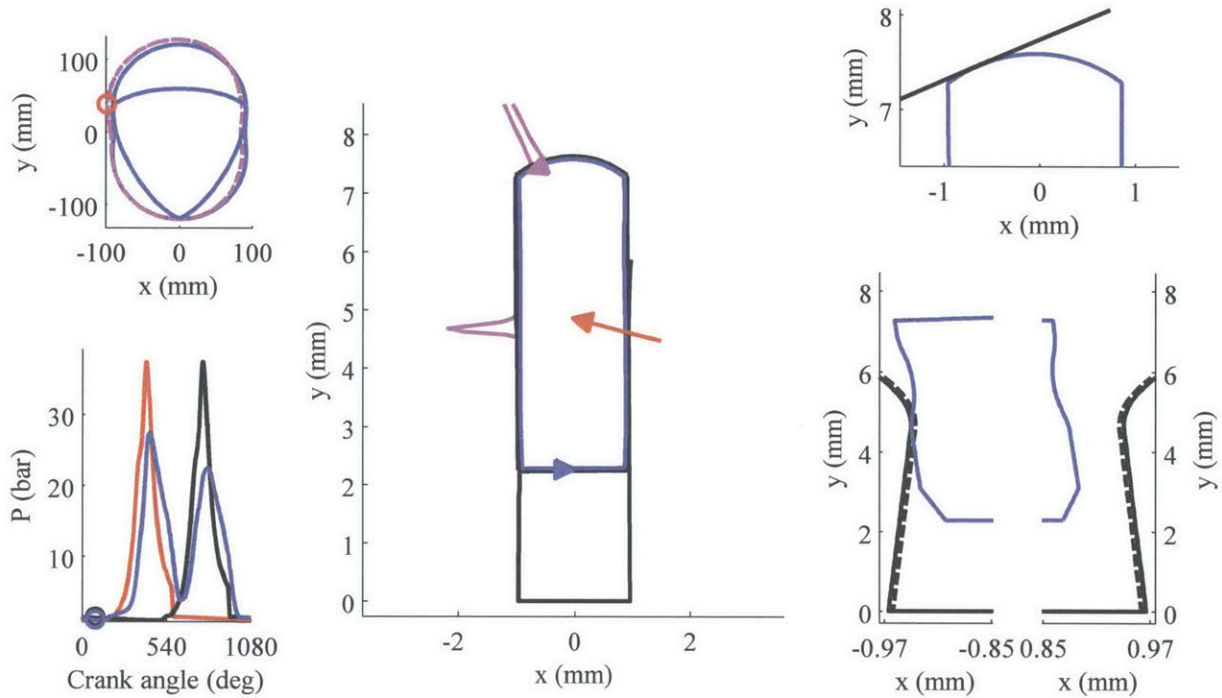 100
0
-100
y (mm)
-100 0 100
x (mm)
30
20
10
P (bar)
0 540 1080
Crank angle (deg)
8
7
6
5
4
3
2
1
0
y (mm)
-2 0 2
x (mm)
8
7
y (mm)
-1 0 1
x (mm)
8
6
4
2
0
y (mm)
-0.97 -0.85
x (mm)
8
6
4
2
0
y (mm)
0.85 0.97
x (mm)